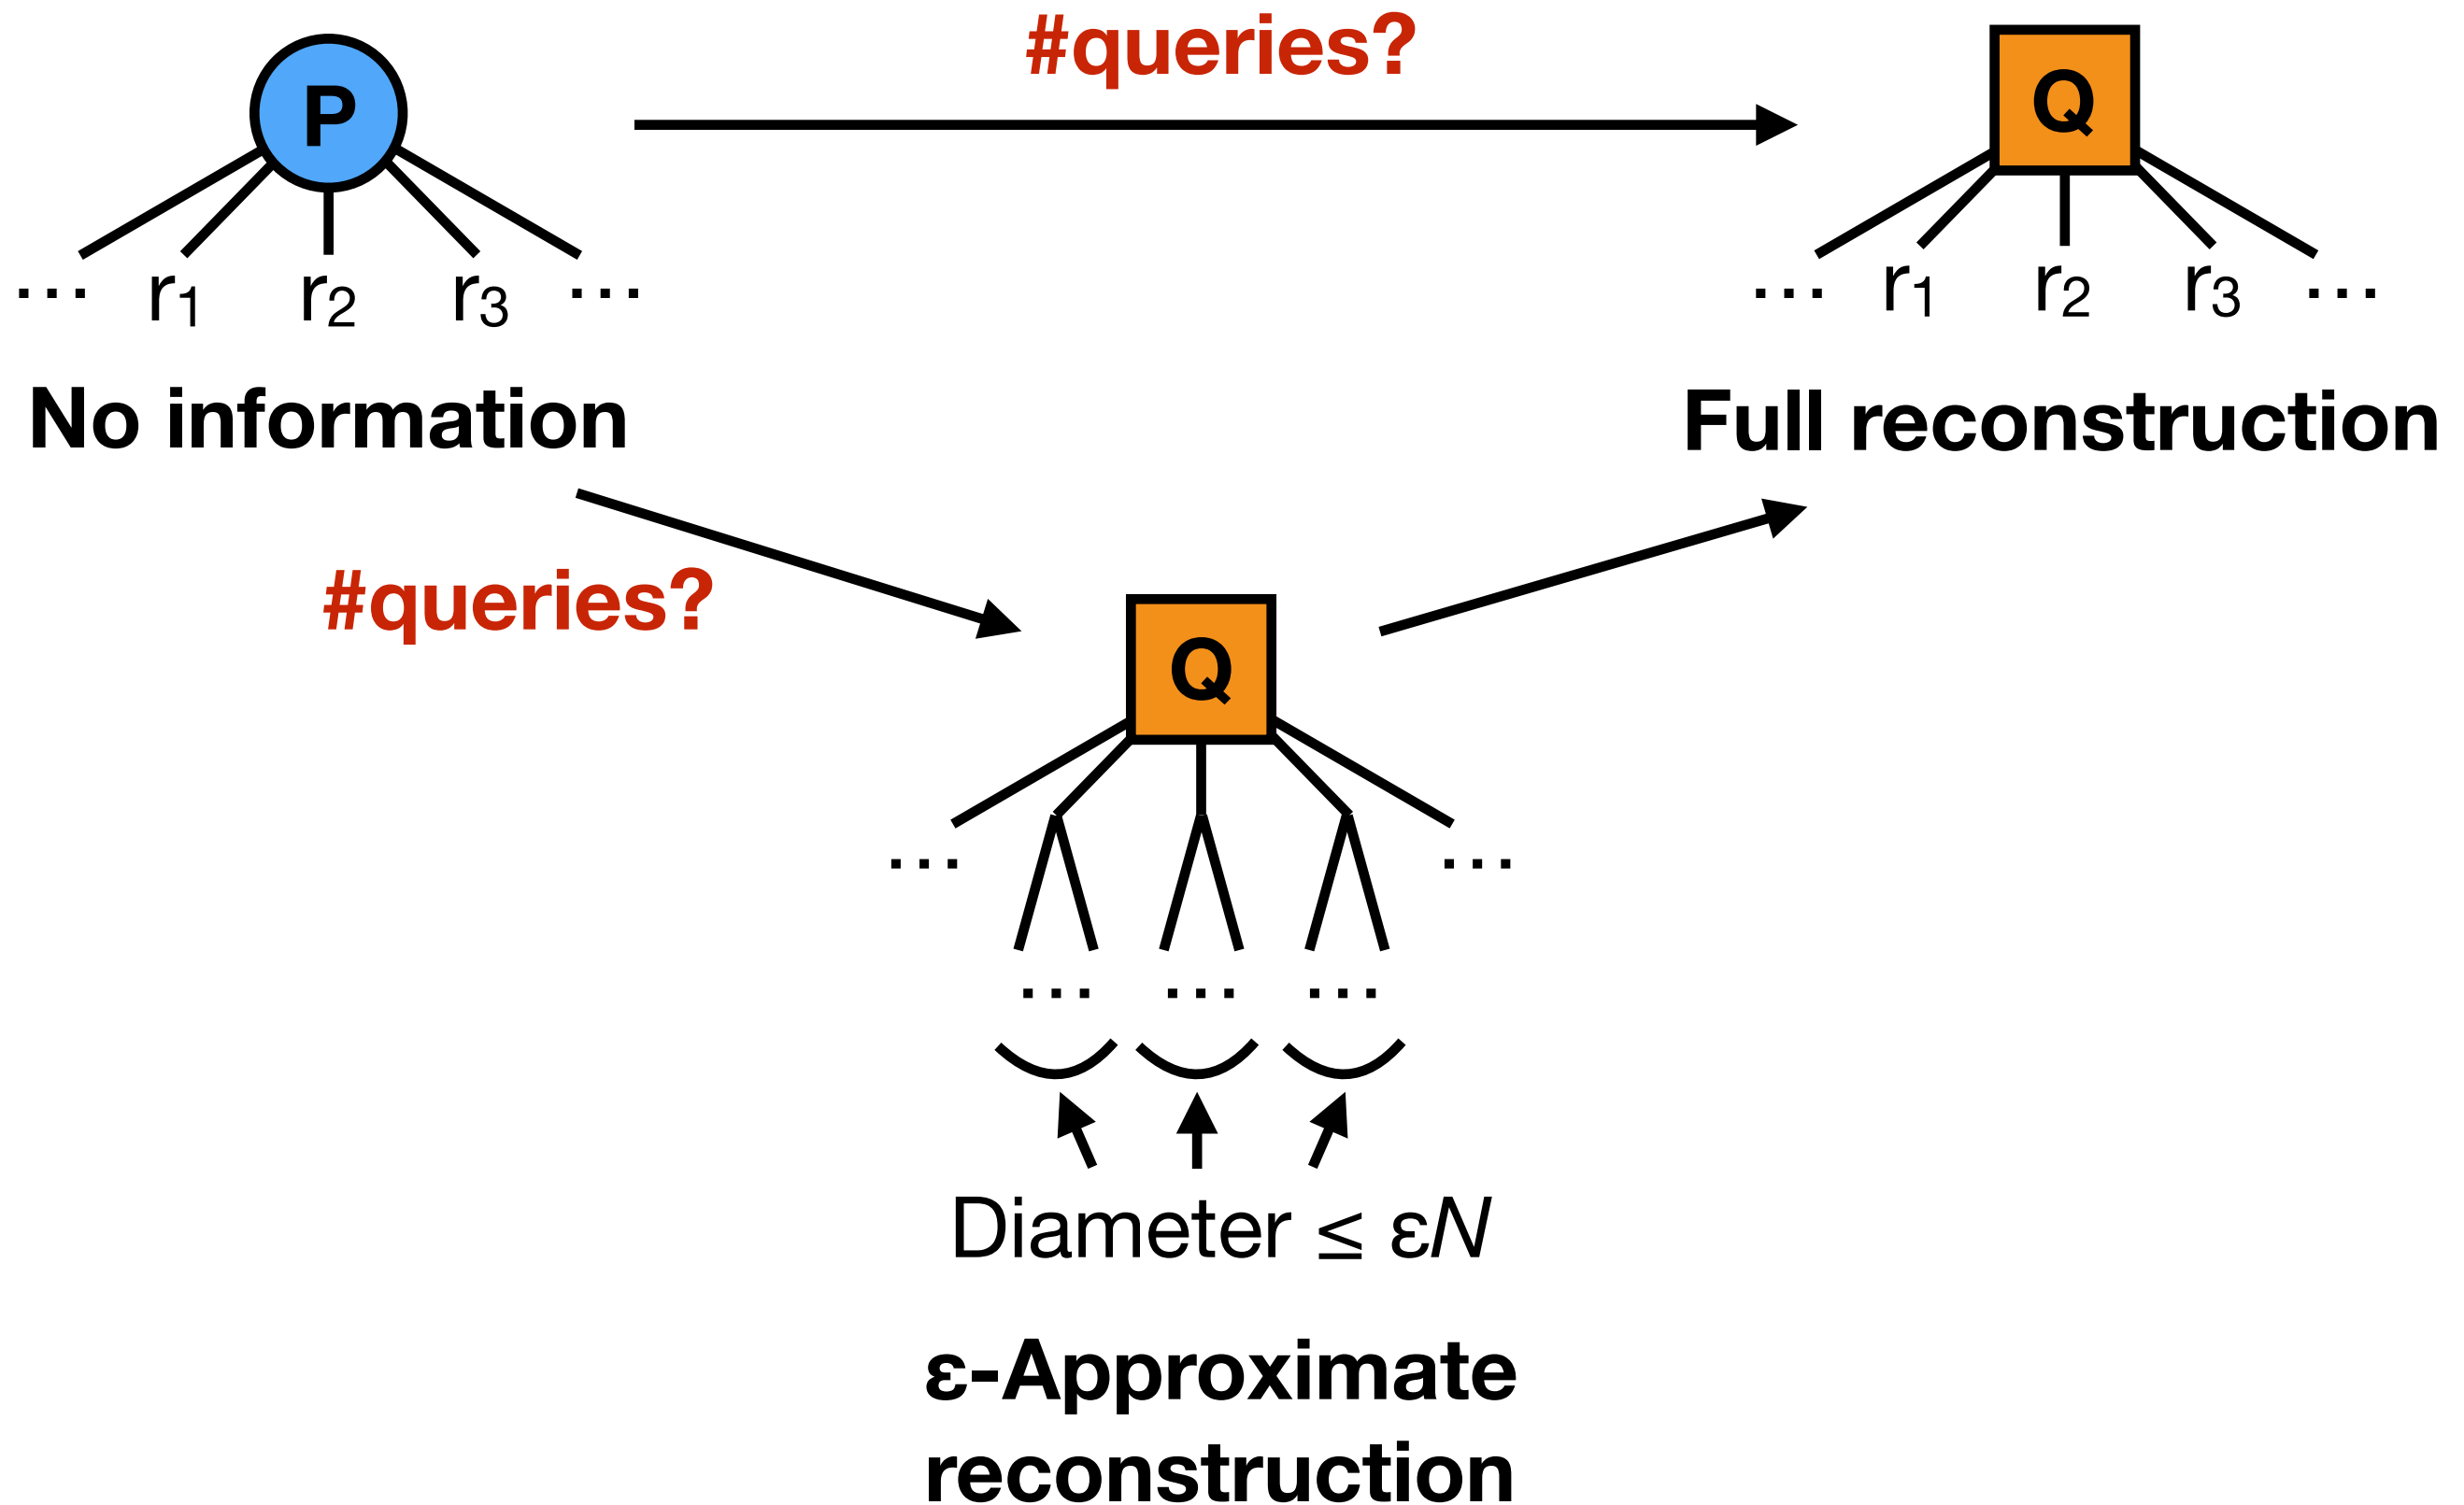 #queries?
P
Q
… r₁ r₂ r₃ …
… r₁ r₂ r₃ …
No information
Full reconstruction
#queries?
Q
… …
… … …
Diameter ≤ εN
ε-Approximate
reconstruction